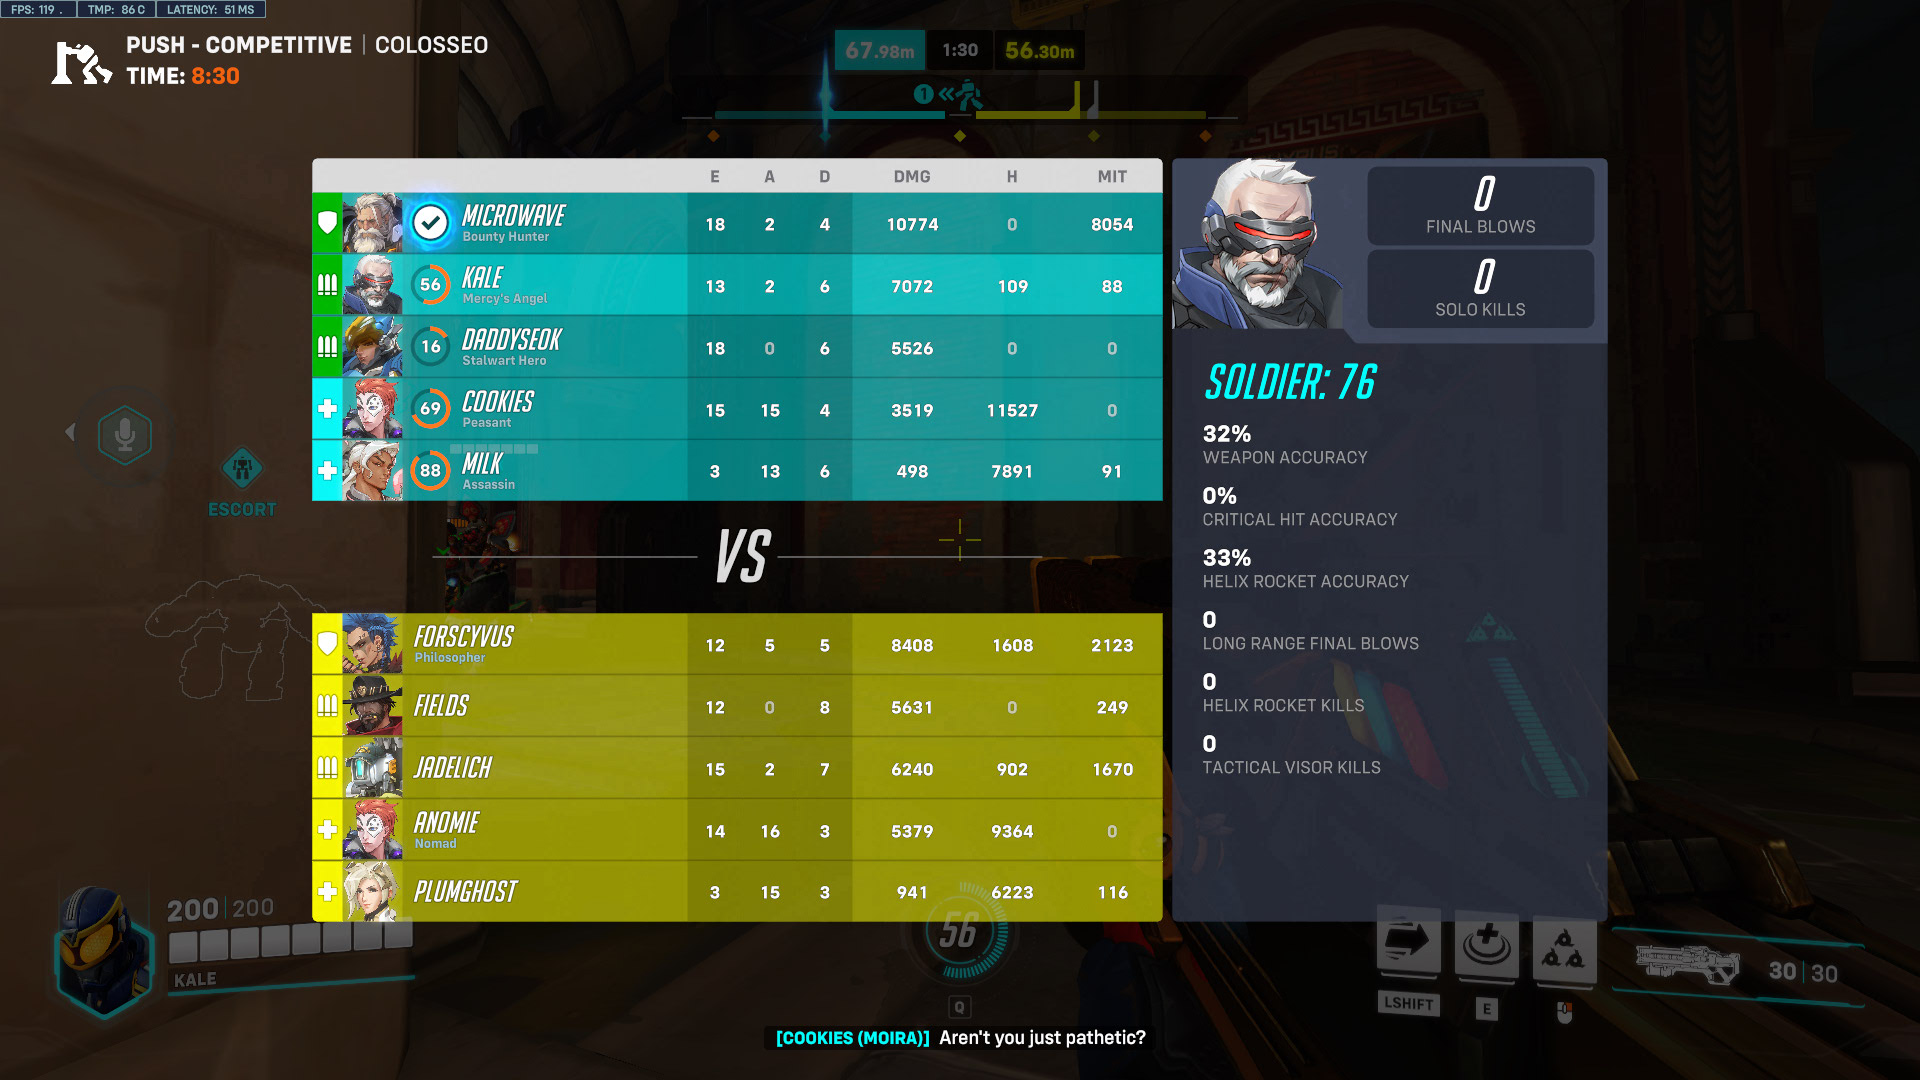 FPS: 119 . TMP: 86 C LATENCY: 51 MS
PUSH - COMPETITIVE | COLOSSEO
TIME: 8:30
67.98m 1:30 56.30m
1
E A D DMG H MIT
MICROWAVE 18 2 4 10774 0 8054
Bounty Hunter
56 KALE 13 2 6 7072 109 88
Mercy's Angel
16 DADDYSEOK 18 0 6 5526 0 0
Stalwart Hero
69 COOKIES 15 15 4 3519 11527 0
Peasant
88 MILK 3 13 6 498 7891 91
Assassin
ESCORT
VS
FORSCYVUS 12 5 5 8408 1608 2123
Philosopher
FIELDS 12 0 8 5631 0 249
JADELICH 15 2 7 6240 902 1670
ANOMIE 14 16 3 5379 9364 0
Nomad
PLUMGHOST 3 15 3 941 6223 116
0
FINAL BLOWS
0
SOLO KILLS
SOLDIER: 76
32%
WEAPON ACCURACY
0%
CRITICAL HIT ACCURACY
33%
HELIX ROCKET ACCURACY
0
LONG RANGE FINAL BLOWS
0
HELIX ROCKET KILLS
0
TACTICAL VISOR KILLS
200 | 200
KALE
56
Q
LSHIFT
E
30 | 30
[COOKIES (MOIRA)] Aren't you just pathetic?